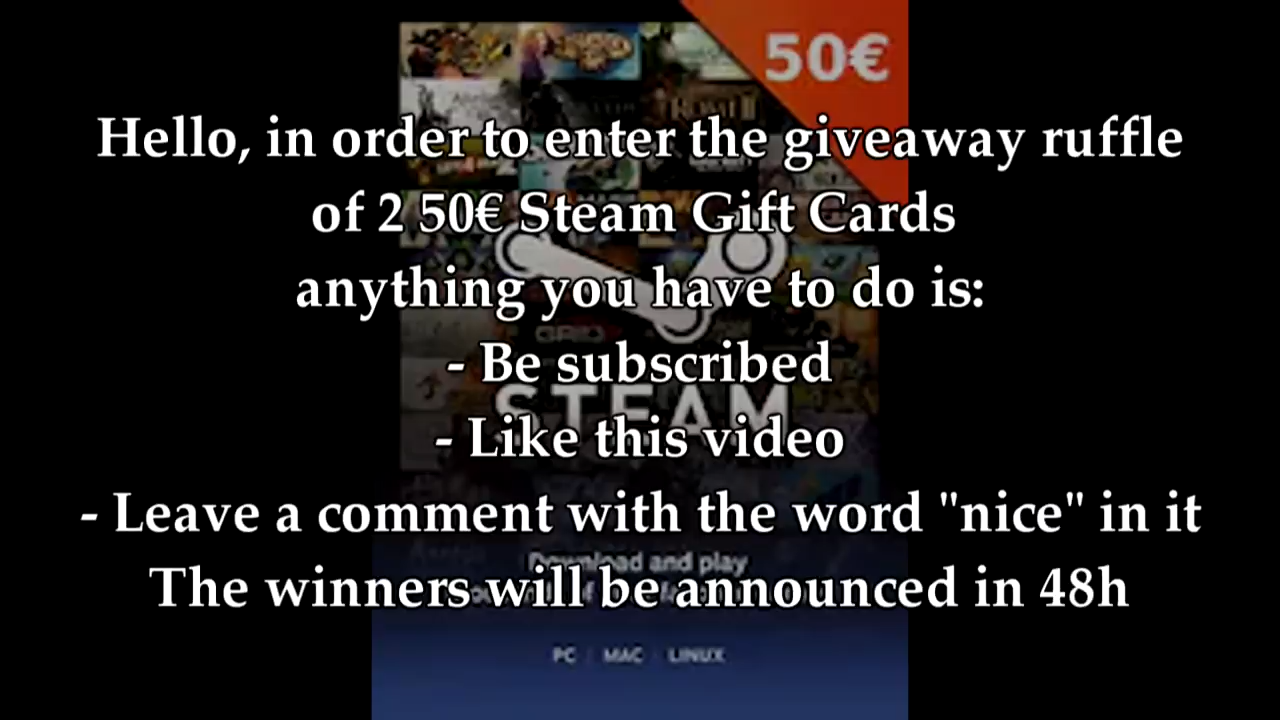 50€
Hello, in order to enter the giveaway ruffle
of 2 50€ Steam Gift Cards
anything you have to do is:
- Be subscribed
STEAM
- Like this video
- Leave a comment with the word "nice" in it
Download and play
The winners will be announced in 48h
PC MAC LINUX